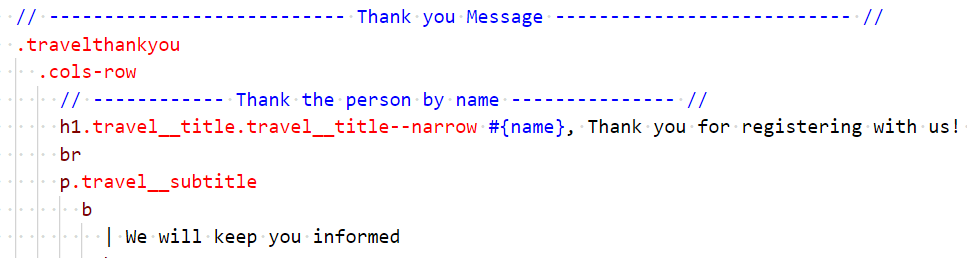 // --------------------------- Thank you Message --------------------------- //
.travelthankyou
.cols-row
// ------------ Thank the person by name --------------- //
h1.travel__title.travel__title--narrow #{name}, Thank you for registering with us!
br
p.travel__subtitle
b
| We will keep you informed